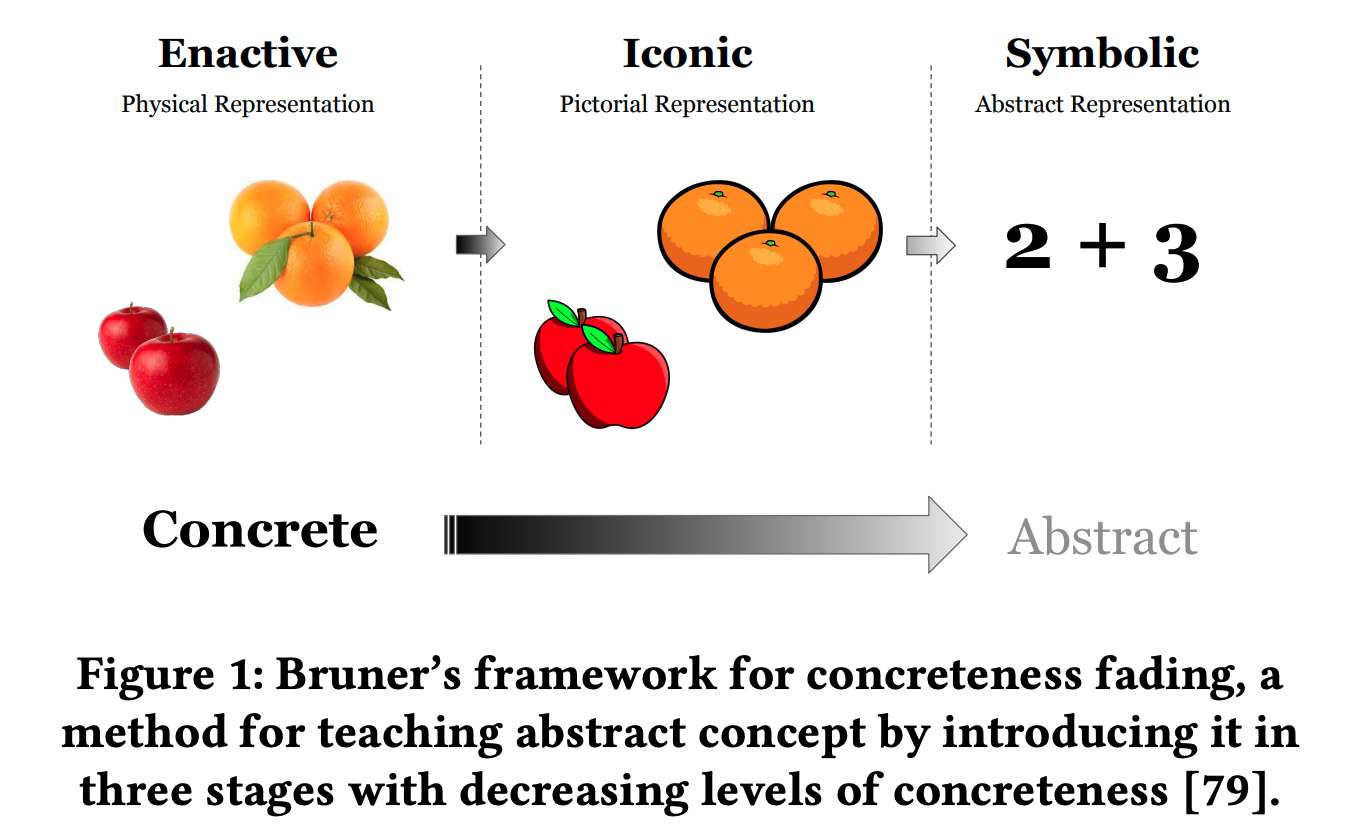 Enactive
Physical Representation
Iconic
Pictorial Representation
Symbolic
Abstract Representation
2 + 3
Concrete
Abstract
Figure 1: Bruner’s framework for concreteness fading, a
method for teaching abstract concept by introducing it in
three stages with decreasing levels of concreteness [79].